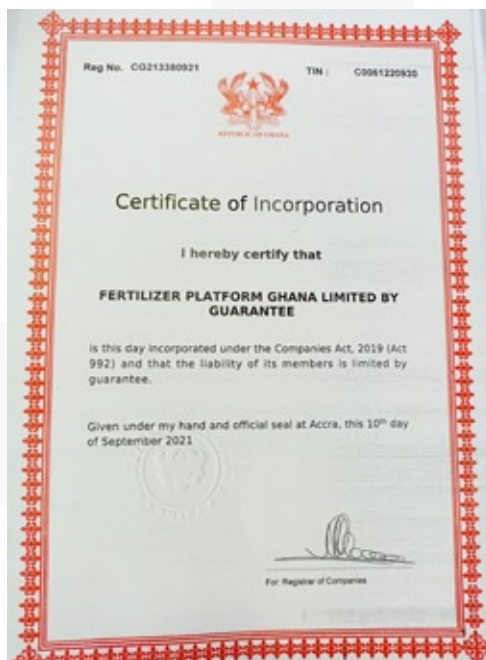 Reg No. CG213380921
TIN : C0061220930
REPUBLIC OF GHANA
Certificate of Incorporation
I hereby certify that
FERTILIZER PLATFORM GHANA LIMITED BY
GUARANTEE
is this day incorporated under the Companies Act, 2019 (Act
992) and that the liability of its members is limited by
guarantee.
Given under my hand and official seal at Accra, this 10th day
of September 2021
For: Registrar of Companies